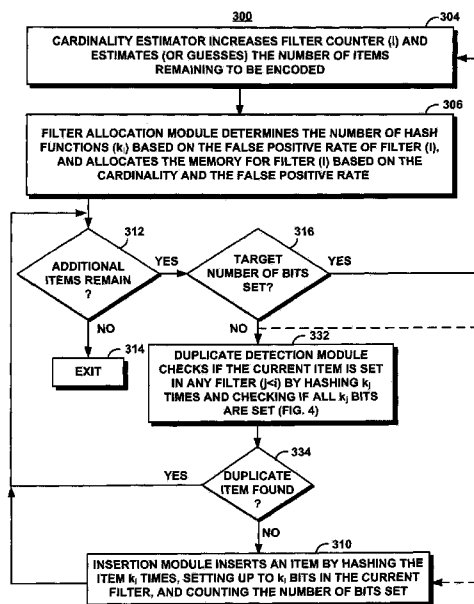 300
304
CARDINALITY ESTIMATOR INCREASES FILTER COUNTER (i) AND
ESTIMATES (OR GUESSES) THE NUMBER OF ITEMS
REMAINING TO BE ENCODED
306
FILTER ALLOCATION MODULE DETERMINES THE NUMBER OF HASH
FUNCTIONS (ki) BASED ON THE FALSE POSITIVE RATE OF FILTER (I),
AND ALLOCATES THE MEMORY FOR FILTER (I) BASED ON THE
CARDINALITY AND THE FALSE POSITIVE RATE
312
ADDITIONAL
ITEMS REMAIN
?
YES
NO
314
EXIT
316
TARGET
NUMBER OF BITS
SET?
YES
NO
332
DUPLICATE DETECTION MODULE
CHECKS IF THE CURRENT ITEM IS SET
IN ANY FILTER (j<i) BY HASHING kj
TIMES AND CHECKING IF ALL kj BITS
ARE SET (FIG. 4)
334
YES
DUPLICATE
ITEM FOUND
?
NO
310
INSERTION MODULE INSERTS AN ITEM BY HASHING THE
ITEM ki TIMES, SETTING UP TO ki BITS IN THE CURRENT
FILTER, AND COUNTING THE NUMBER OF BITS SET